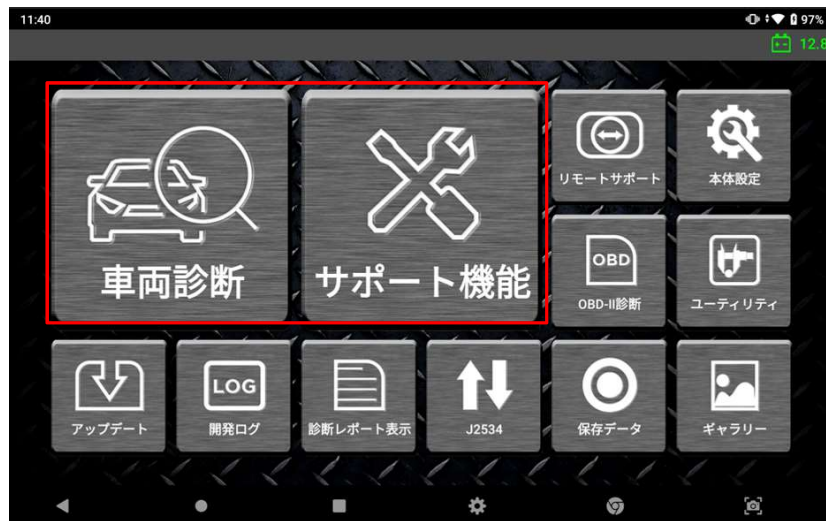 11:40
97%
12.8
車両診断
サポート機能
リモートサポート
本体設定
OBD
OBD-II診断
ユーティリティ
アップデート
LOG
開発ログ
診断レポート表示
J2534
保存データ
ギャラリー